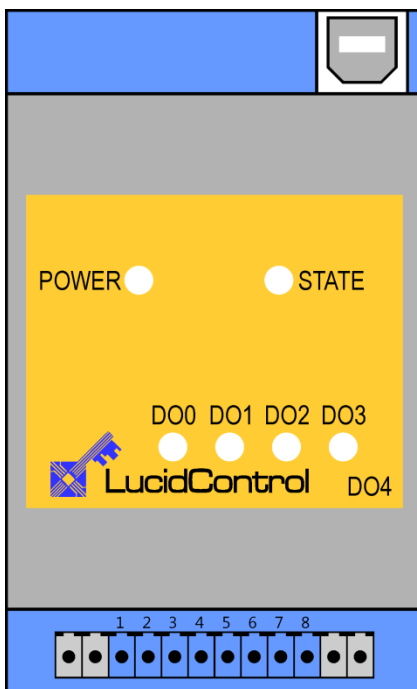 POWER STATE
DO0 DO1 DO2 DO3
LucidControl DO4
1 2 3 4 5 6 7 8